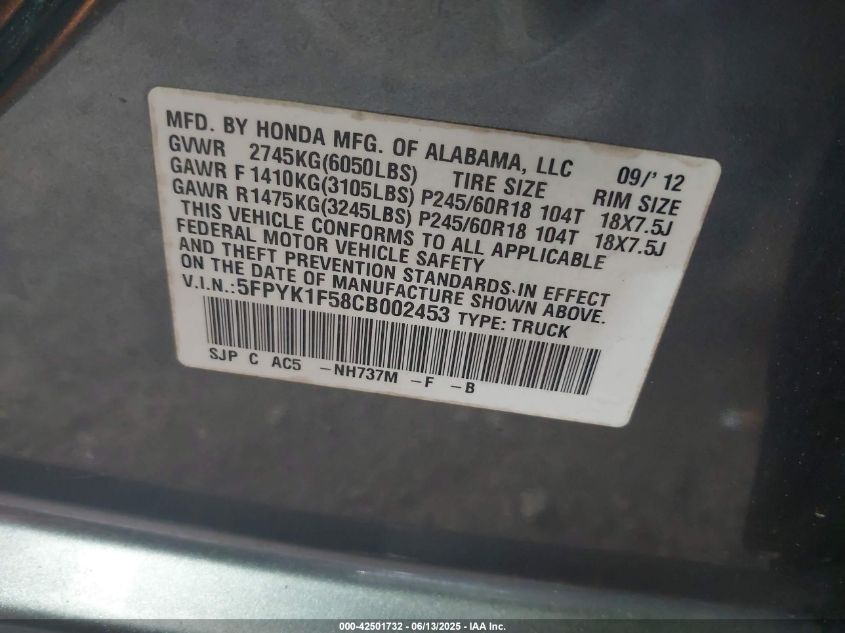 MFD. BY HONDA MFG. OF ALABAMA, LLC 09/' 12
GVWR 2745KG(6050LBS) TIRE SIZE RIM SIZE
GAWR F 1410KG(3105LBS) P245/60R18 104T 18X7.5J
GAWR R1475KG(3245LBS) P245/60R18 104T 18X7.5J
THIS VEHICLE CONFORMS TO ALL APPLICABLE
FEDERAL MOTOR VEHICLE SAFETY
AND THEFT PREVENTION STANDARDS IN EFFECT
ON THE DATE OF MANUFACTURE SHOWN ABOVE.
V.I.N.:5FPYK1F58CB002453 TYPE: TRUCK
SJP C AC5 -NH737M -F -B
000-42501732 - 06/13/2025 - IAA Inc.